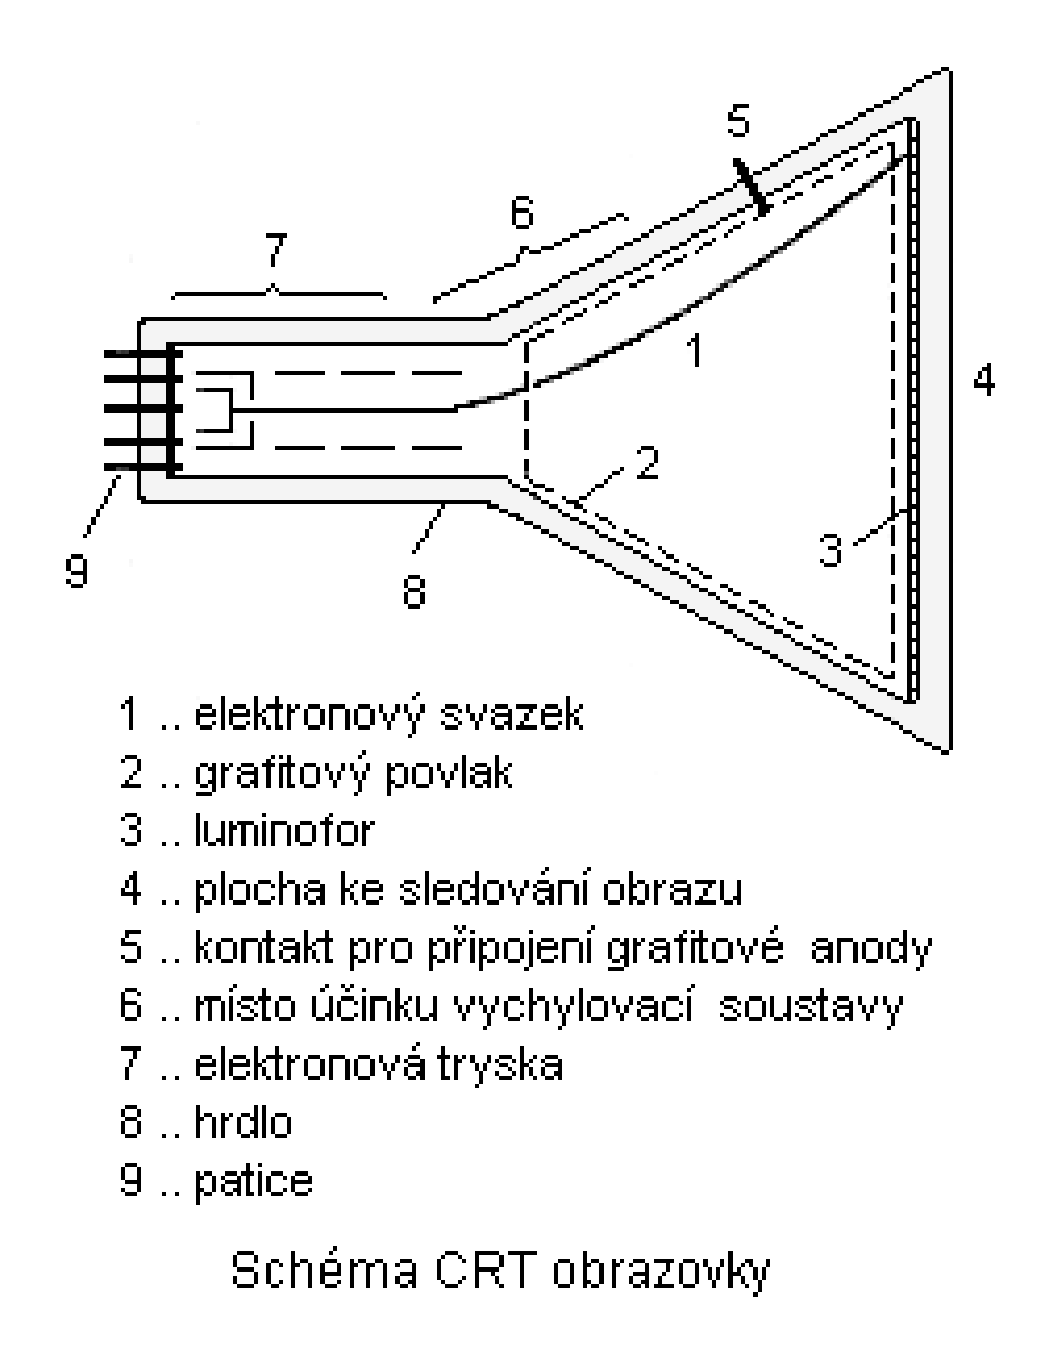 5
6
7
1
4
2
3
9
8
1 .. elektronový svazek
2 .. grafitový povlak
3 .. luminofor
4 .. plocha ke sledování obrazu
5 .. kontakt pro připojení grafitové anody
6 .. místo účinku vychylovací soustavy
7 .. elektronová tryska
8 .. hrdlo
9 .. patice
Schéma CRT obrazovky